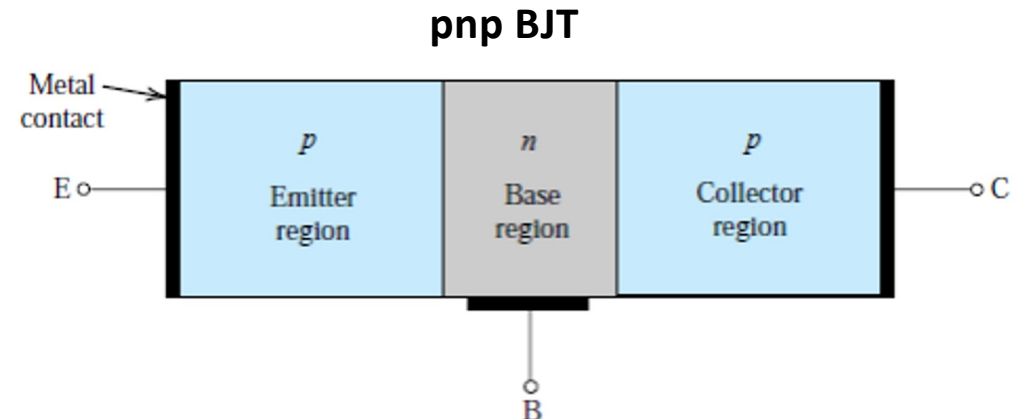 pnp BJT
Metal
contact
E
p
Emitter
region
n
Base
region
p
Collector
region
C
B